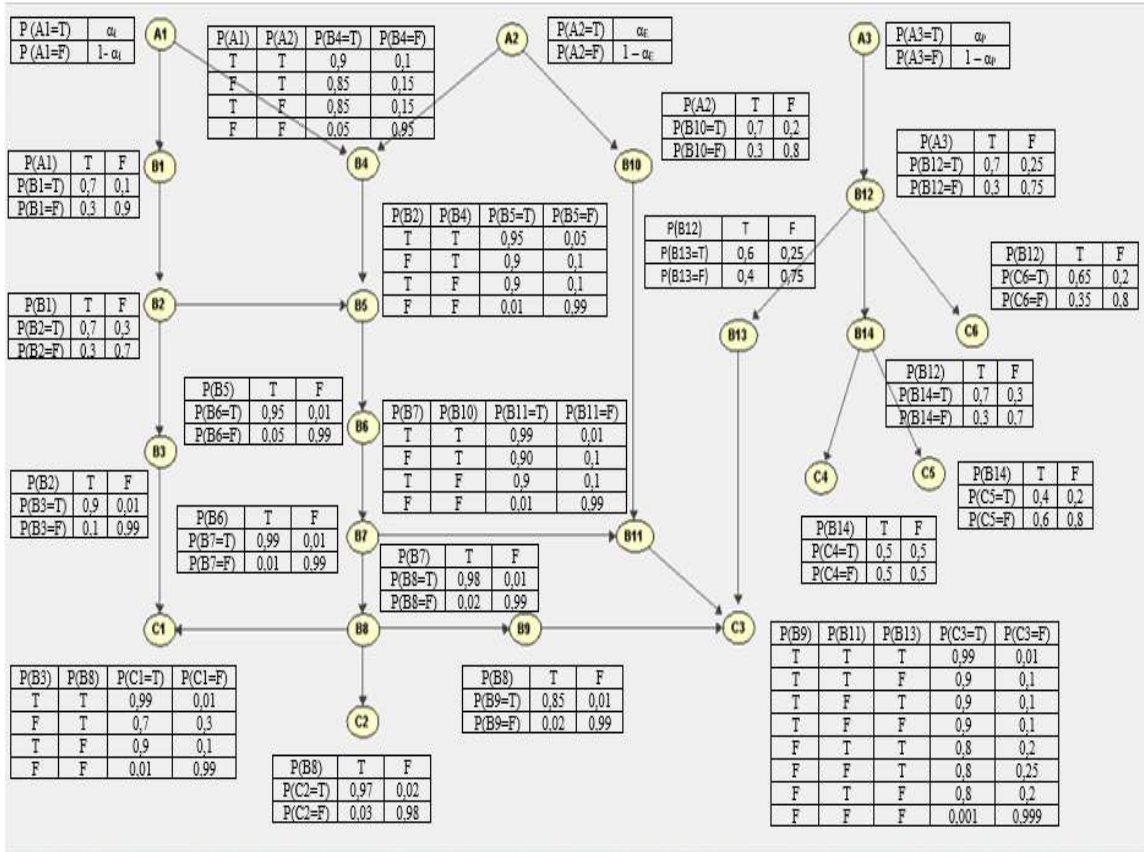 P (A1=T) αI
P (A1=F) 1- αI
A1
P(A1) P(A2) P(B4=T) P(B4=F)
T T 0,9 0,1
F T 0,85 0,15
T F 0,85 0,15
F F 0.05 0,95
A2
P(A2=T) αE
P(A2=F) 1 – αE
A3
P(A3=T) αP
P(A3=F) 1 – αP
P(A2) T F
P(B10=T) 0,7 0,2
P(B10=F) 0.3 0,8
P(A3) T F
P(B12=T) 0,7 0,25
P(B12=F) 0,3 0,75
P(A1) T F
P(B1=T) 0,7 0,1
P(B1=F) 0.3 0.9
B1
B4
B10
B12
P(B2) P(B4) P(B5=T) P(B5=F)
T T 0,95 0,05
F T 0,9 0,1
T F 0,9 0,1
F F 0,01 0,99
P(B12) T F
P(B13=T) 0,6 0,25
P(B13=F) 0,4 0,75
P(B12) T F
P(C6=T) 0,65 0,2
P(C6=F) 0,35 0,8
P(B1) T F
P(B2=T) 0,7 0,3
P(B2=F) 0.3 0.7
B2
B5
B13
B14
C6
P(B12) T F
P(B14=T) 0,7 0,3
P(B14=F) 0,3 0,7
P(B5) T F
P(B6=T) 0,95 0,01
P(B6=F) 0,05 0,99
B6
P(B7) P(B10) P(B11=T) P(B11=F)
T T 0,99 0,01
F T 0,90 0,1
T F 0,9 0,1
F F 0,01 0,99
B3
C4
C5
P(B2) T F
P(B3=T) 0,9 0,01
P(B3=F) 0,1 0,99
P(B14) T F
P(C5=T) 0,4 0,2
P(C5=F) 0,6 0,8
P(B6) T F
P(B7=T) 0,99 0,01
P(B7=F) 0,01 0,99
B7
B11
P(B14) T F
P(C4=T) 0,5 0,5
P(C4=F) 0,5 0,5
P(B7) T F
P(B8=T) 0,98 0,01
P(B8=F) 0.02 0,99
C1
B8
B9
C3
P(B3) P(B8) P(C1=T) P(C1=F)
T T 0,99 0,01
F T 0,7 0,3
T F 0,9 0,1
F F 0.01 0,99
P(B8) T F
P(B9=T) 0,85 0,01
P(B9=F) 0,02 0,99
P(B9) P(B11) P(B13) P(C3=T) P(C3=F)
T T T 0,99 0,01
T T F 0,9 0,1
T F T 0,9 0,1
T F F 0,9 0,1
F T T 0,8 0,2
F F T 0,8 0,25
F T F 0,8 0,2
F F F 0,001 0,999
C2
P(B8) T F
P(C2=T) 0,97 0,02
P(C2=F) 0,03 0,98